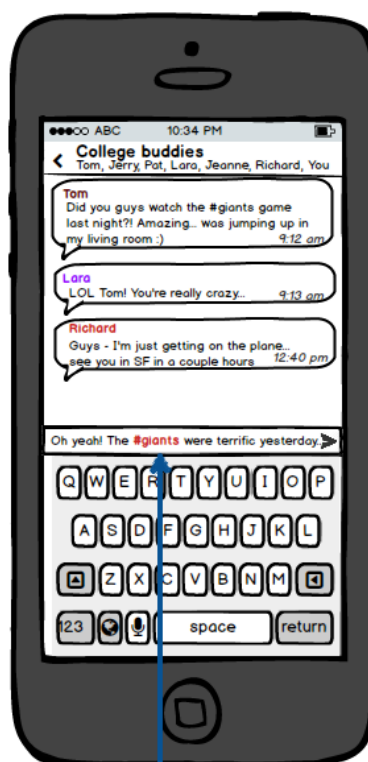 ABC 10:34 PM
College buddies
Tom, Jerry, Pat, Lara, Jeanne, Richard, You
Tom
Did you guys watch the #giants game
last night?! Amazing... was jumping up in
my living room :)
9:12 am
Lara
LOL Tom! You're really crazy...
9:13 am
Richard
Guys - I'm just getting on the plane...
see you in SF in a couple hours
12:40 pm
Oh yeah! The #giants were terrific yesterday.
Q W E R T Y U I O P
A S D F G H J K L
Z X C V B N M
123 space return